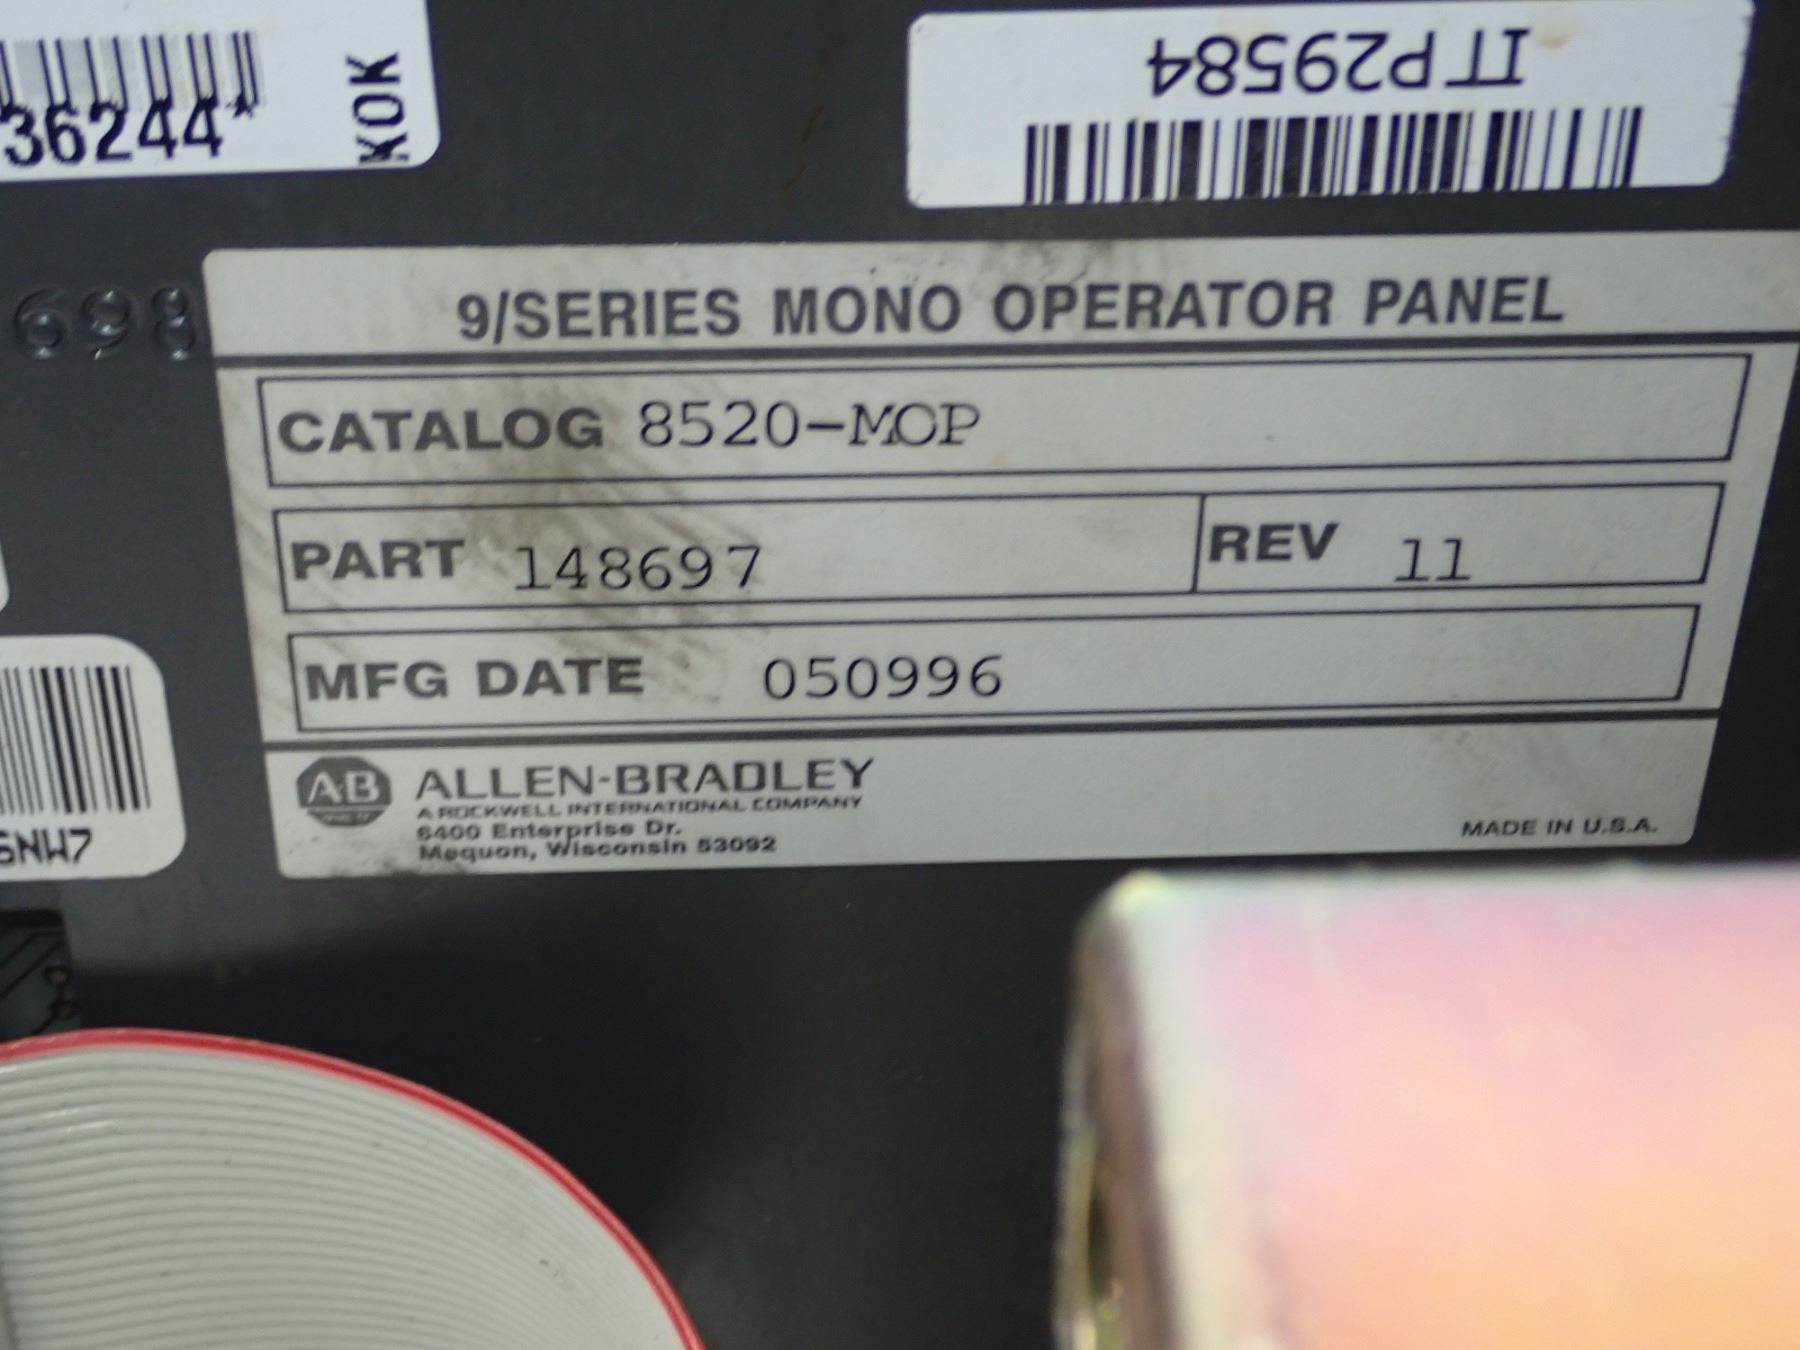 36244*
KOK
ITP29584
698
9/SERIES MONO OPERATOR PANEL
CATALOG 8520-MOP
PART 148697
REV 11
MFG DATE 050996
6NW7
A·B
ALLEN-BRADLEY
A ROCKWELL INTERNATIONAL COMPANY
6400 Enterprise Dr.
Mequon, Wisconsin 53092
MADE IN U.S.A.